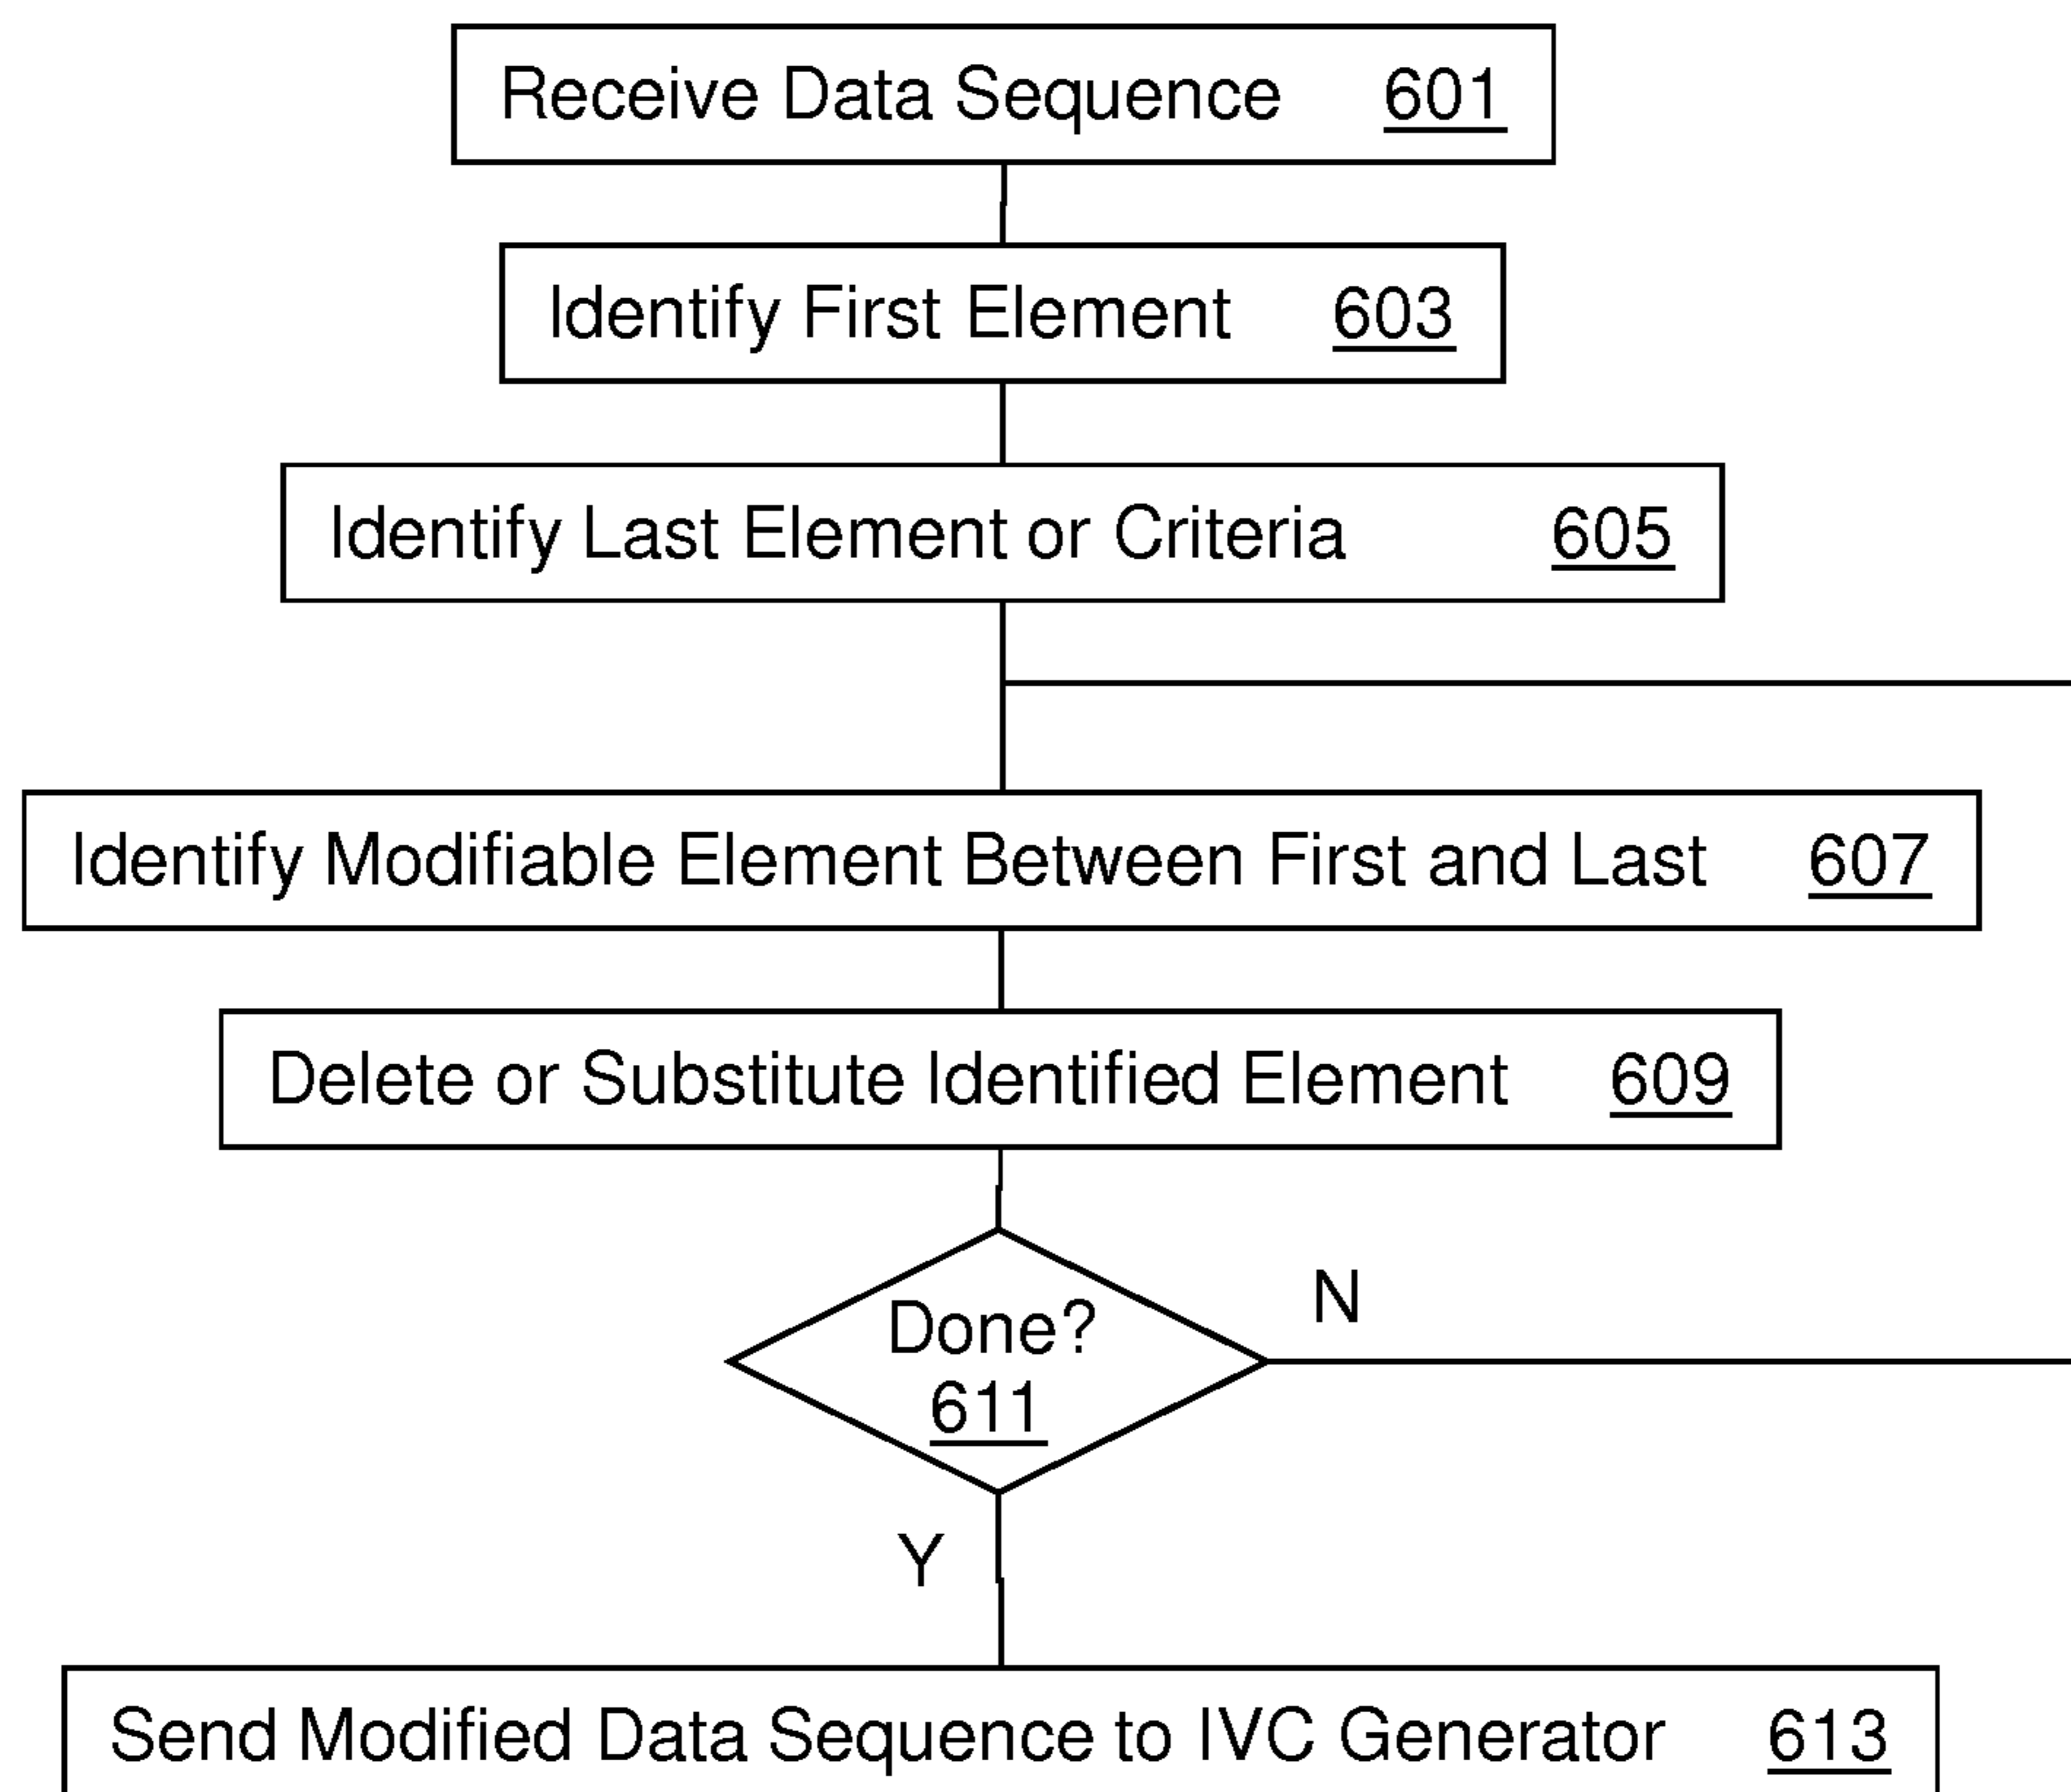 Receive Data Sequence 601
Identify First Element 603
Identify Last Element or Criteria 605
Identify Modifiable Element Between First and Last 607
Delete or Substitute Identified Element 609
Done?
611
N
Y
Send Modified Data Sequence to IVC Generator 613